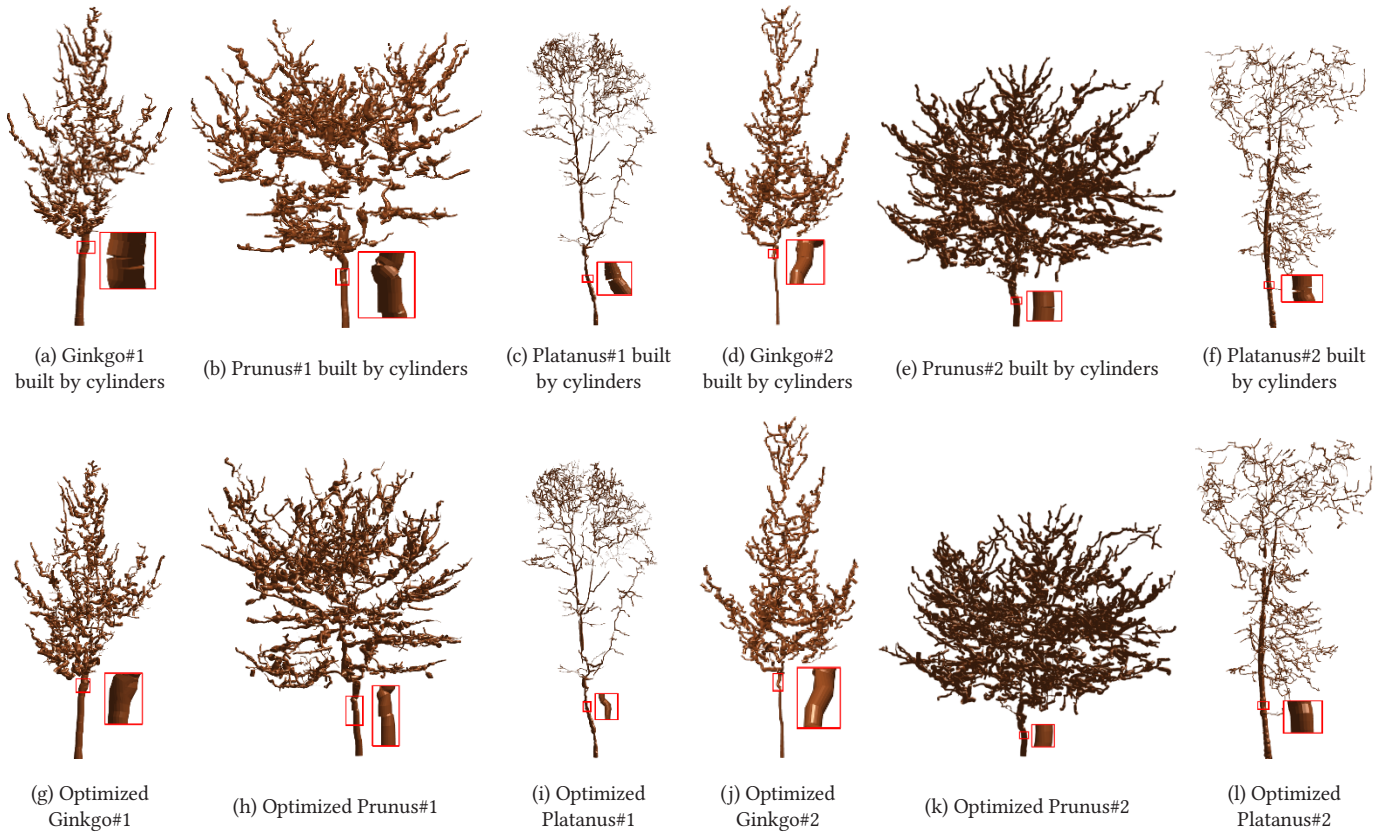 (a) Ginkgo#1
built by cylinders
(b) Prunus#1 built by cylinders
(c) Platanus#1 built
by cylinders
(d) Ginkgo#2
built by cylinders
(e) Prunus#2 built by cylinders
(f) Platanus#2 built
by cylinders
(g) Optimized
Ginkgo#1
(h) Optimized Prunus#1
(i) Optimized
Platanus#1
(j) Optimized
Ginkgo#2
(k) Optimized Prunus#2
(l) Optimized
Platanus#2